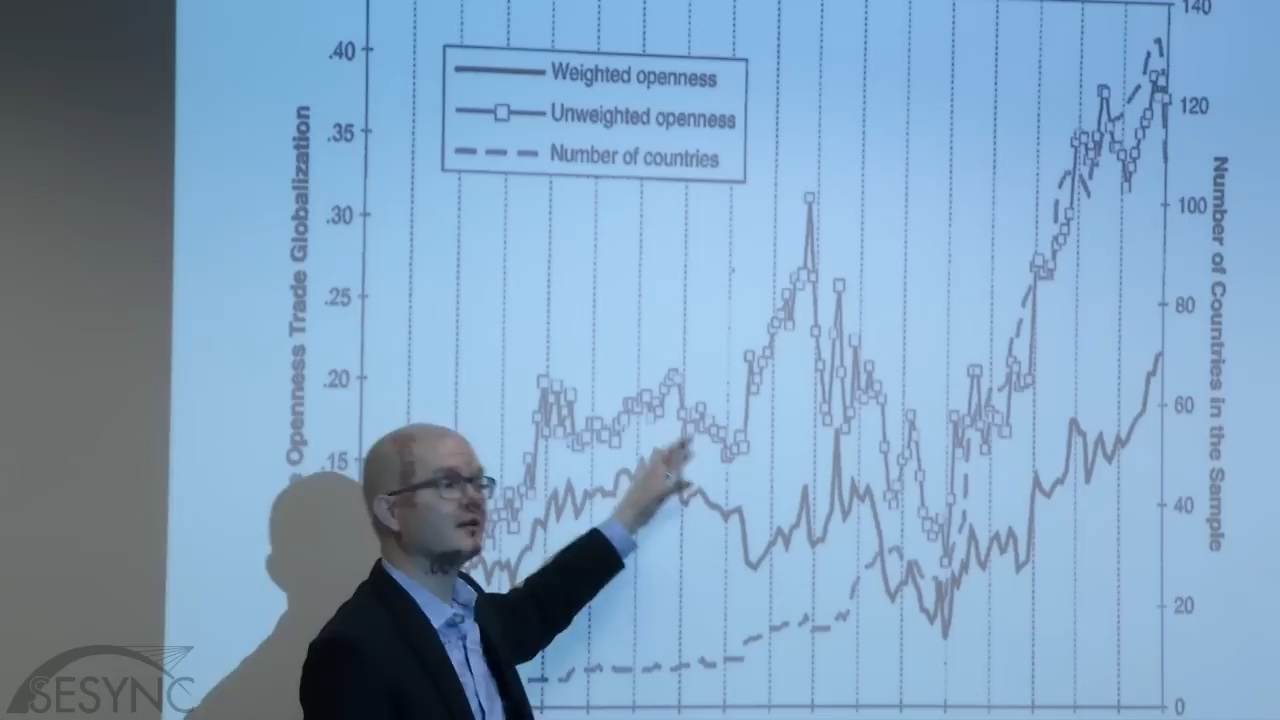 140
.40
Weighted openness
120
Unwеighted openness
.35
Number of countries
.30
100
.25
80
.20
60
.15
40
20
0
Openness Trade Globalization
Number of Countries in the Sample
SESYNC